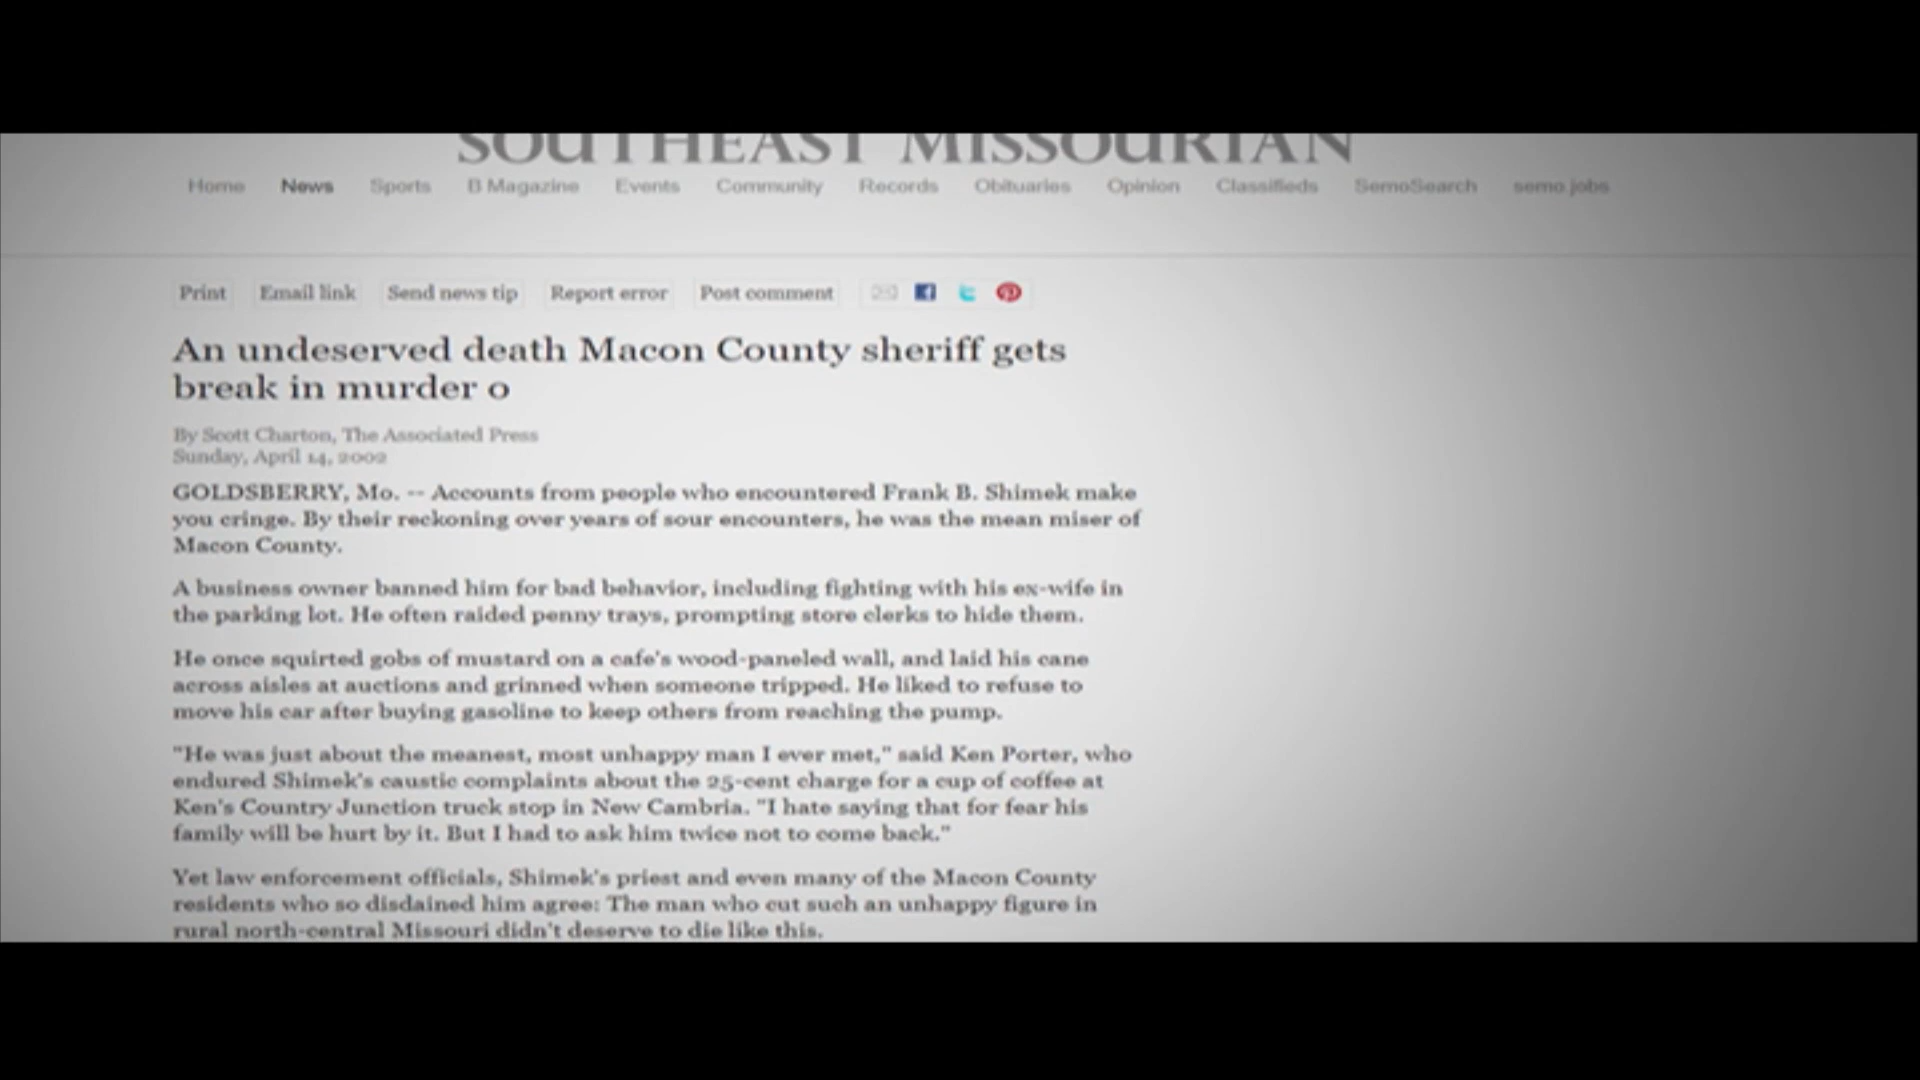 SOUTHEAST MISSOURIAN
Home News Sports B Magazine Events Community Records Obituaries Opinion Classifieds SemoSearch semo jobs
Print Email link Send news tip Report error Post comment
An undeserved death Macon County sheriff gets
break in murder o
By Scott Charton, The Associated Press
Sunday, April 14, 2002
GOLDSBERRY, Mo. -- Accounts from people who encountered Frank B. Shimek make
you cringe. By their reckoning over years of sour encounters, he was the mean miser of
Macon County.
A business owner banned him for bad behavior, including fighting with his ex-wife in
the parking lot. He often raided penny trays, prompting store clerks to hide them.
He once squirted gobs of mustard on a cafe's wood-paneled wall, and laid his cane
across aisles at auctions and grinned when someone tripped. He liked to refuse to
move his car after buying gasoline to keep others from reaching the pump.
"He was just about the meanest, most unhappy man I ever met," said Ken Porter, who
endured Shimek's caustic complaints about the 25-cent charge for a cup of coffee at
Ken's Country Junction truck stop in New Cambria. "I hate saying that for fear his
family will be hurt by it. But I had to ask him twice not to come back."
Yet law enforcement officials, Shimek's priest and even many of the Macon County
residents who so disdained him agree: The man who cut such an unhappy figure in
rural north-central Missouri didn't deserve to die like this.